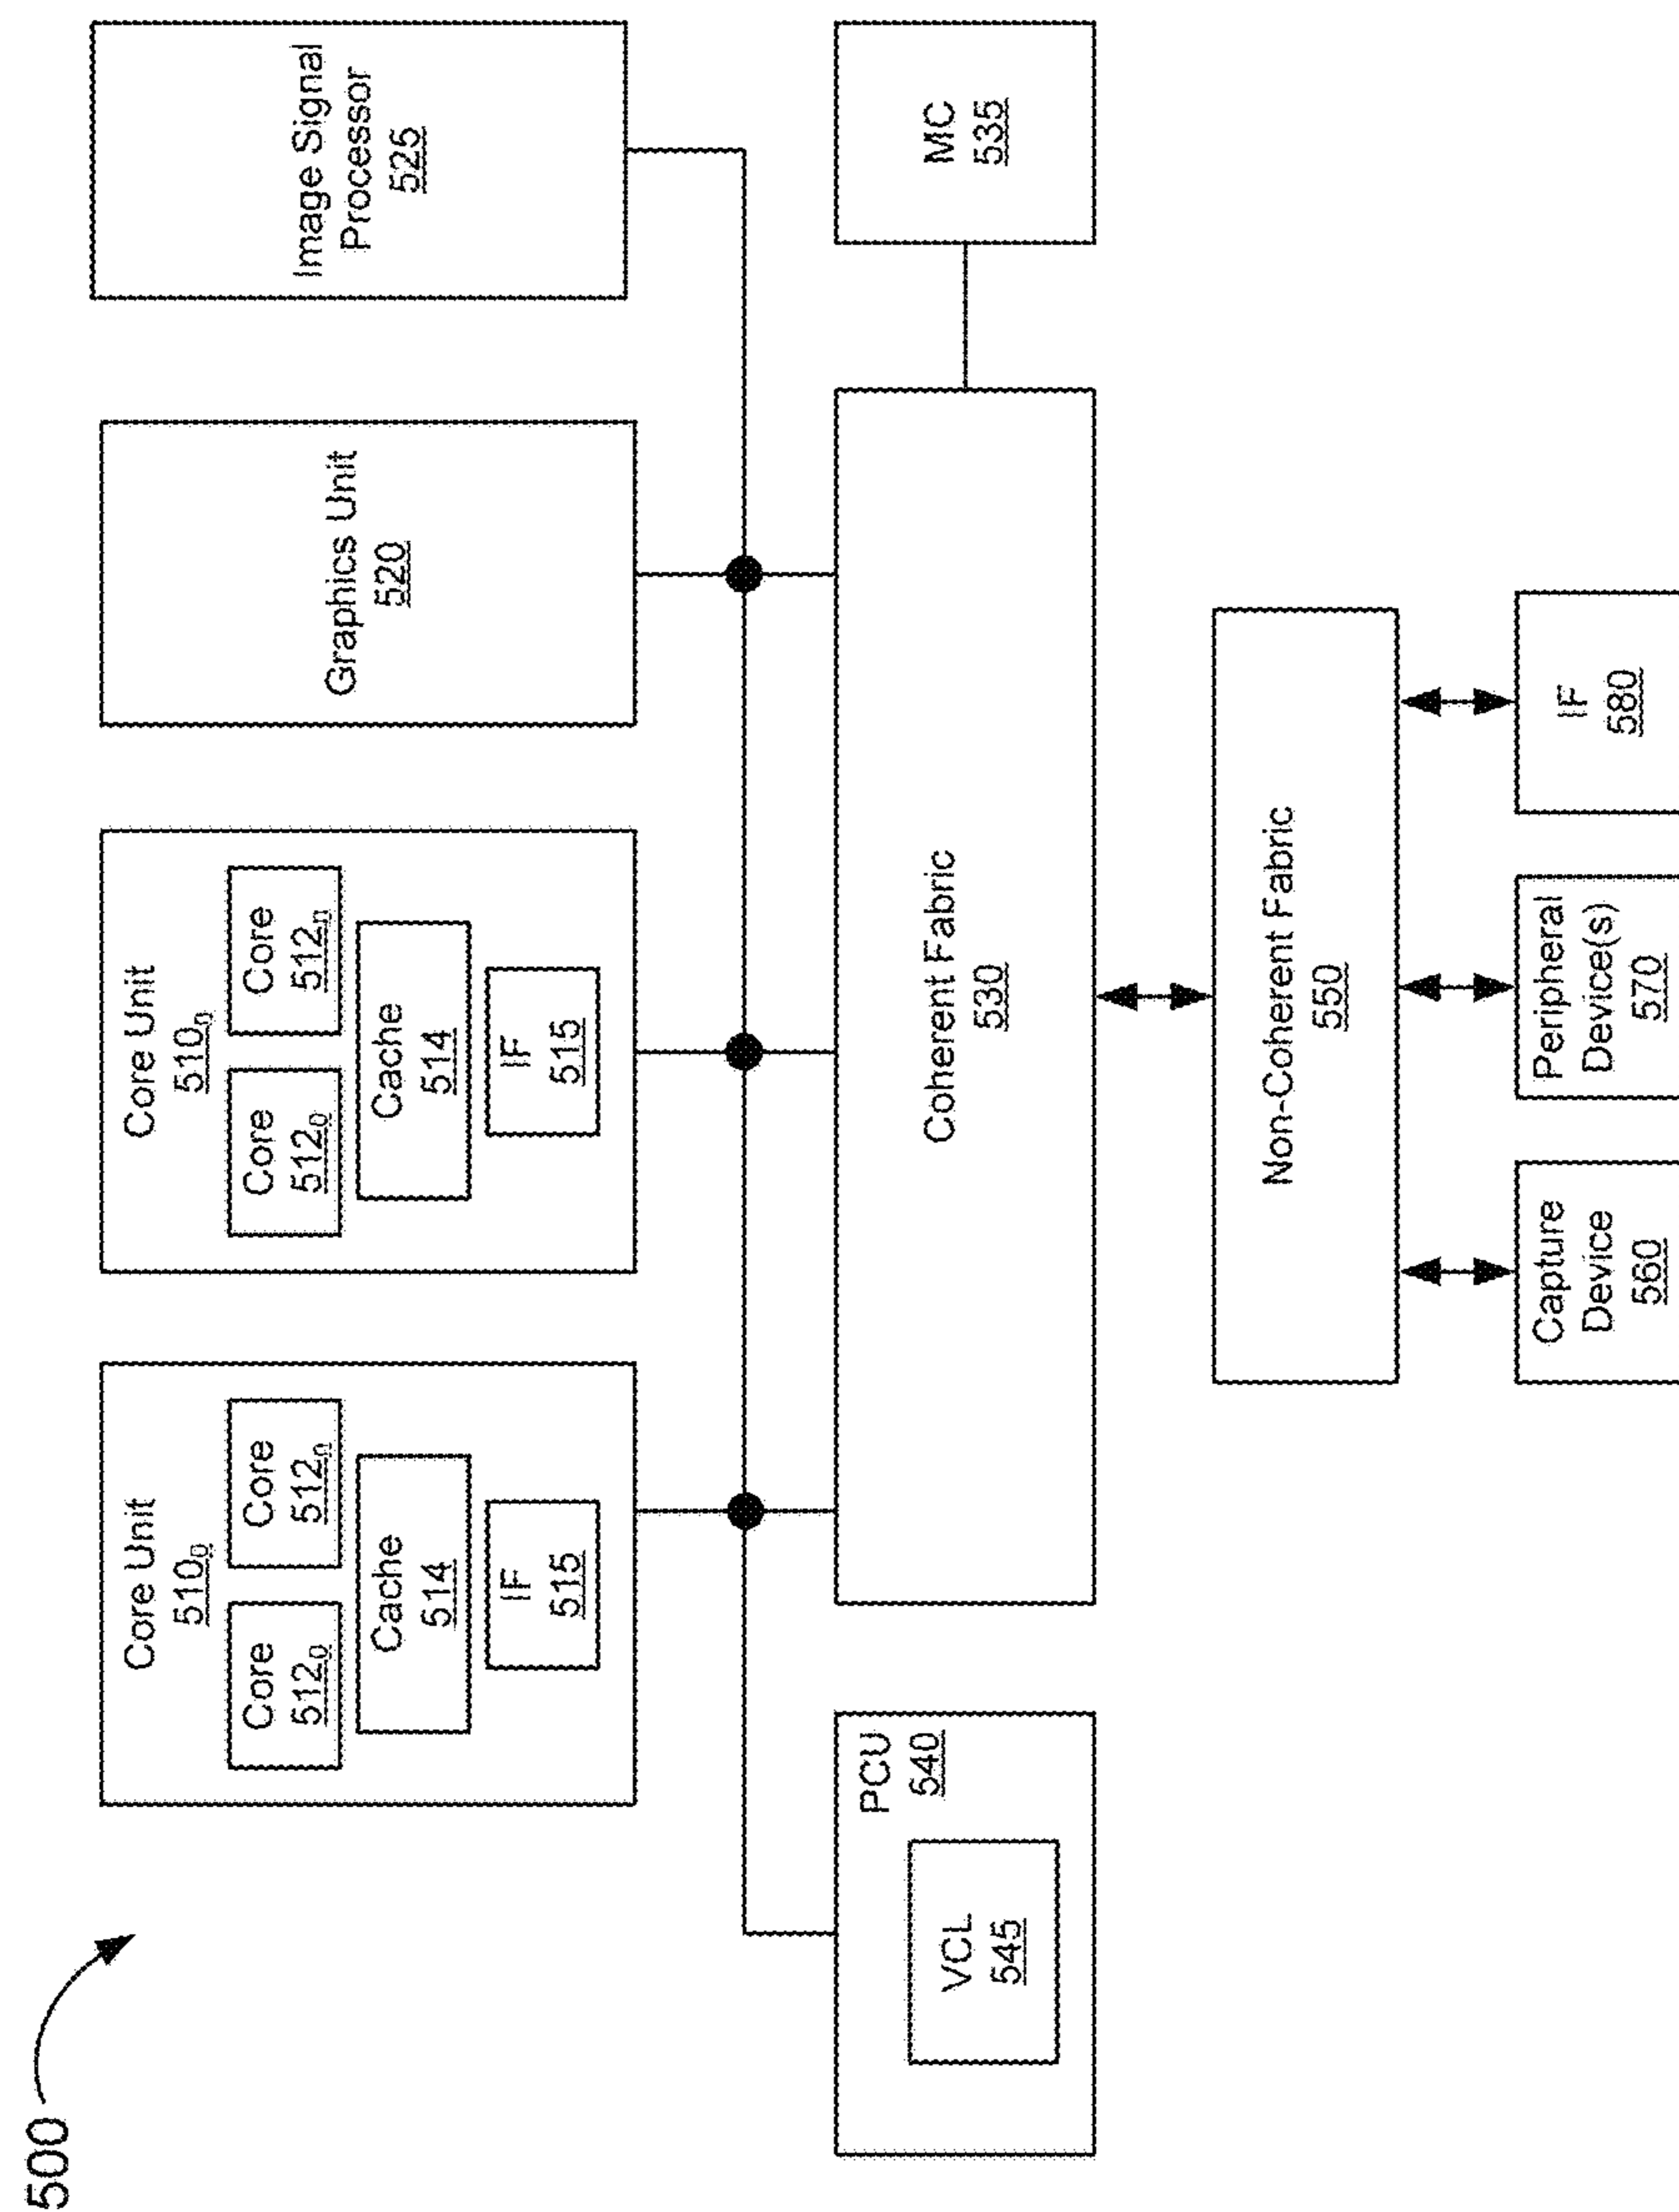 500
Core Unit
510₀
Core
512₀
Core
512ₙ
Cache
514
IF
515
Core Unit
510ₙ
Core
512₀
Core
512ₙ
Cache
514
IF
515
Graphics Unit
520
Image Signal
Processor
525
PCU
540
VCL
545
Coherent Fabric
530
MC
535
Non-Coherent Fabric
550
Capture
Device
560
Peripheral
Device(s)
570
IF
580